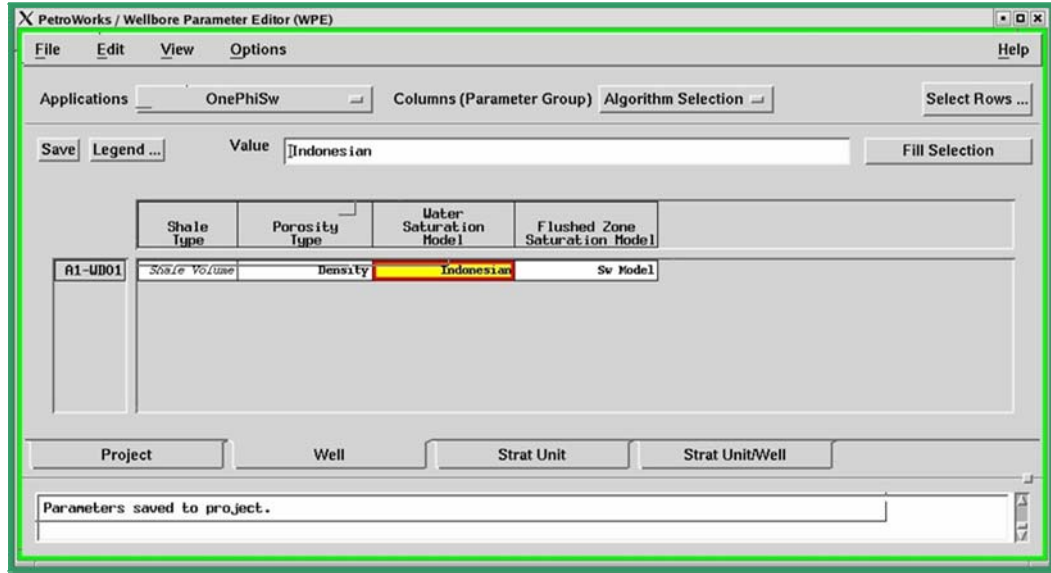 X PetroWorks / Wellbore Parameter Editor (WPE)
File Edit View Options Help
Applications OnePhiSw Columns (Parameter Group) Algorithm Selection Select Rows ...
Save Legend ... Value Indonesian Fill Selection
Shale Type Porosity Type Water Saturation Model Flushed Zone Saturation Model
A1-WD01 Shale Volume Density Indonesian Sw Model
Project Well Strat Unit Strat Unit/Well
Parameters saved to project.